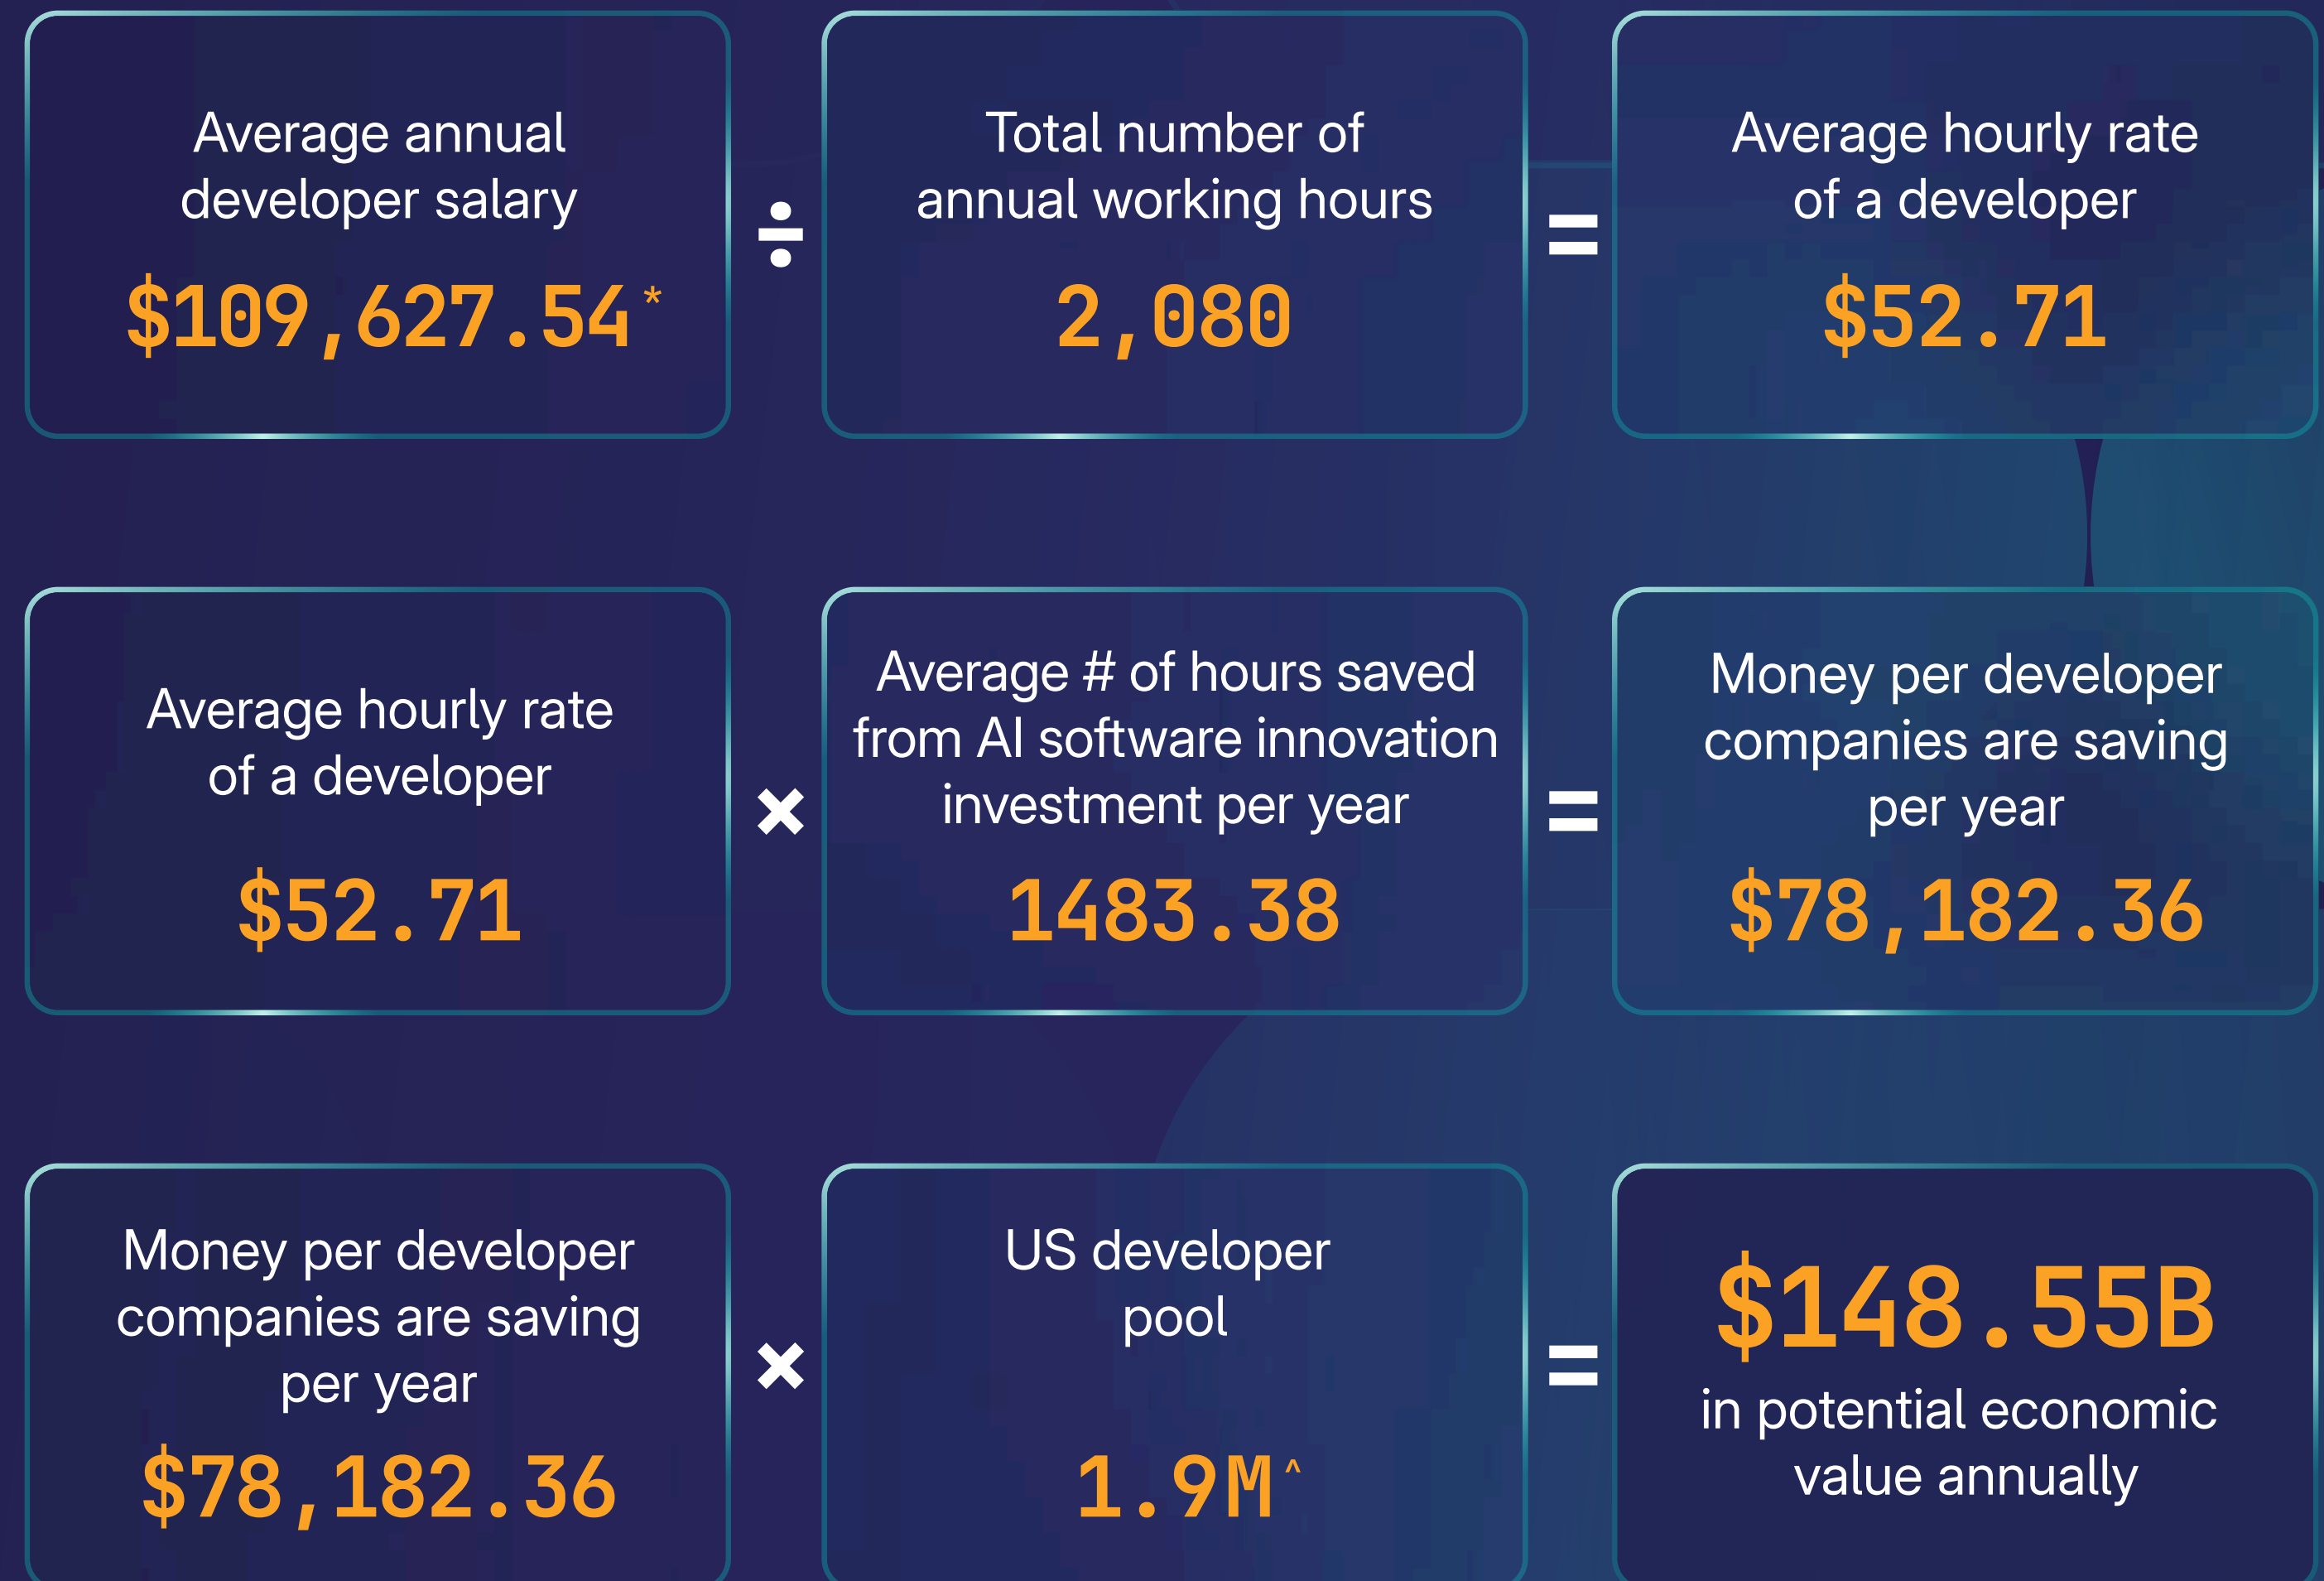 Average annual
developer salary
$109,627.54*
÷
Total number of
annual working hours
2,080
=
Average hourly rate
of a developer
$52.71
Average hourly rate
of a developer
$52.71
×
Average # of hours saved
from AI software innovation
investment per year
1483.38
=
Money per developer
companies are saving
per year
$78,182.36
Money per developer
companies are saving
per year
$78,182.36
×
US developer
pool
1.9M^
=
$148.55B
in potential economic
value annually